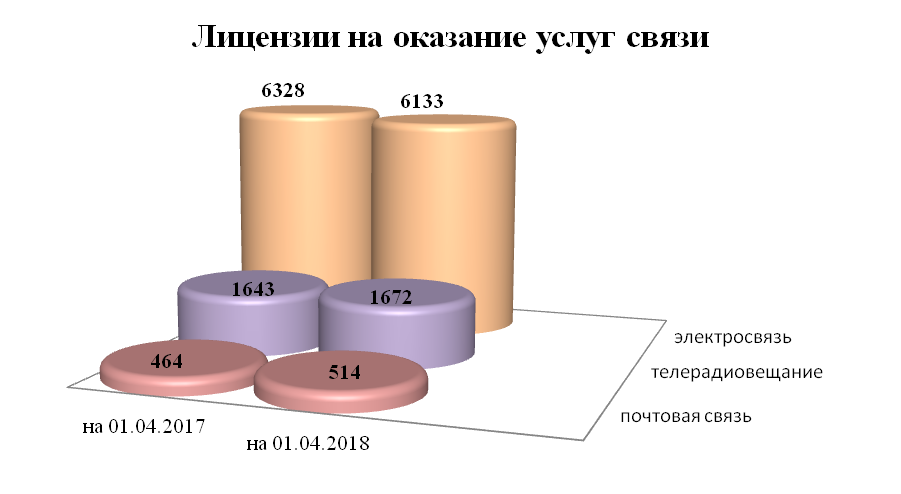 Лицензии на оказание услуг связи
6328
6133
1643
1672
464
514
электросвязь
телерадиовещание
почтовая связь
на 01.04.2017
на 01.04.2018